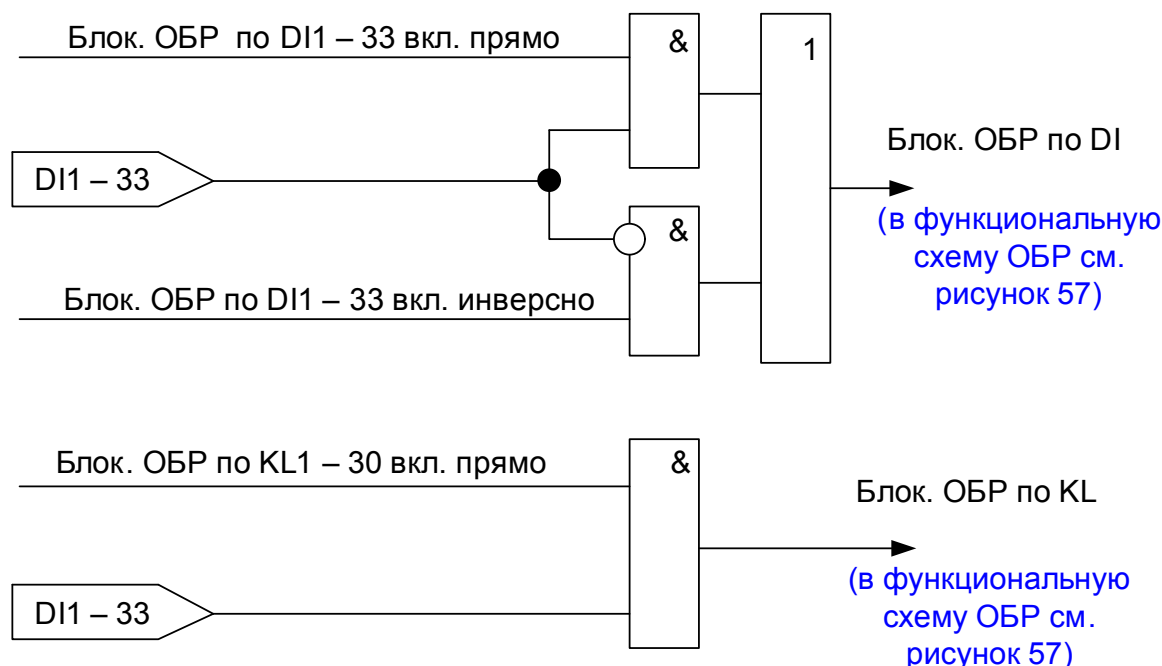 Блок. ОБР по DI1 – 33 вкл. прямо
&
1
DI1 – 33
Блок. ОБР по DI
(в функциональную
схему ОБР см.
рисунок 57)
&
Блок. ОБР по DI1 – 33 вкл. инверсно
Блок. ОБР по KL1 – 30 вкл. прямо
&
Блок. ОБР по KL
DI1 – 33
(в функциональную
схему ОБР см.
рисунок 57)